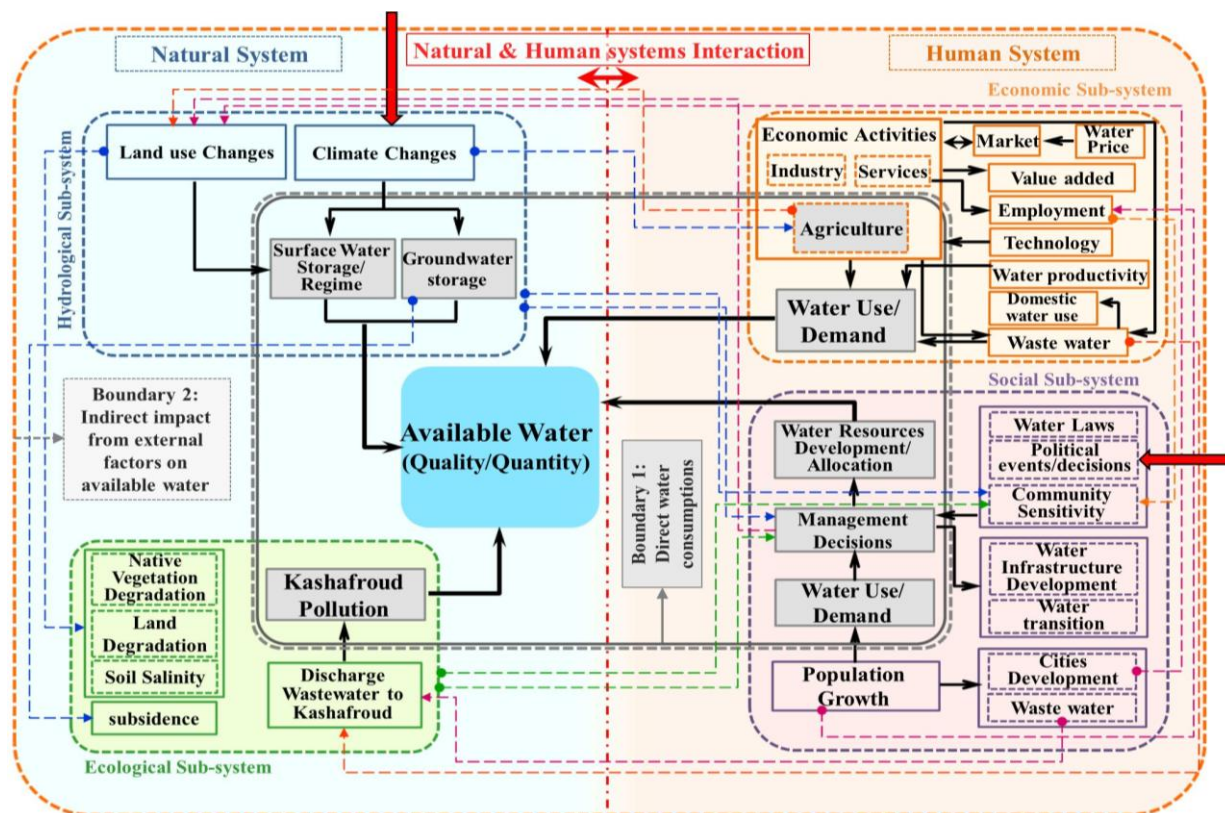 Natural System
Natural & Human systems Interaction
Human System
Economic Sub-system
Hydrological Sub-system
Land use Changes
Climate Changes
Surface Water
Storage/
Regime
Groundwater
storage
Economic Activities
Industry
Services
Agriculture
Market
Water
Price
Value added
Employment
Technology
Water productivity
Domestic
water use
Waste water
Water Use/
Demand
Boundary 2:
Indirect impact
from external
factors on
available water
Available Water
(Quality/Quantity)
Boundary 1:
Direct water
consumptions
Social Sub-system
Water Resources
Development/
Allocation
Management
Decisions
Water Use/
Demand
Population
Growth
Water Laws
Political
events/decisions
Community
Sensitivity
Water
Infrastructure
Development
Water
transition
Cities
Development
Waste water
Native
Vegetation
Degradation
Land
Degradation
Soil Salinity
subsidence
Kashafroud
Pollution
Discharge
Wastewater to
Kashafroud
Ecological Sub-system